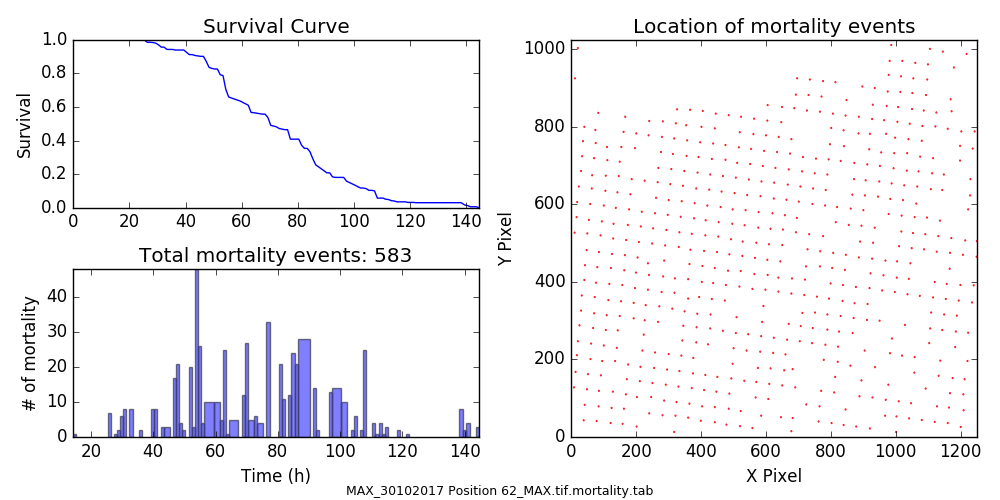 Survival Curve
Survival
1.0
0.8
0.6
0.4
0.2
0.0
0 20 40 60 80 100 120 140
Total mortality events: 583
# of mortality
40
30
20
10
0
20 40 60 80 100 120 140
Time (h)
Location of mortality events
Y Pixel
1000
800
600
400
200
0
0 200 400 600 800 1000 1200
X Pixel
MAX_30102017 Position 62_MAX.tif.mortality.tab